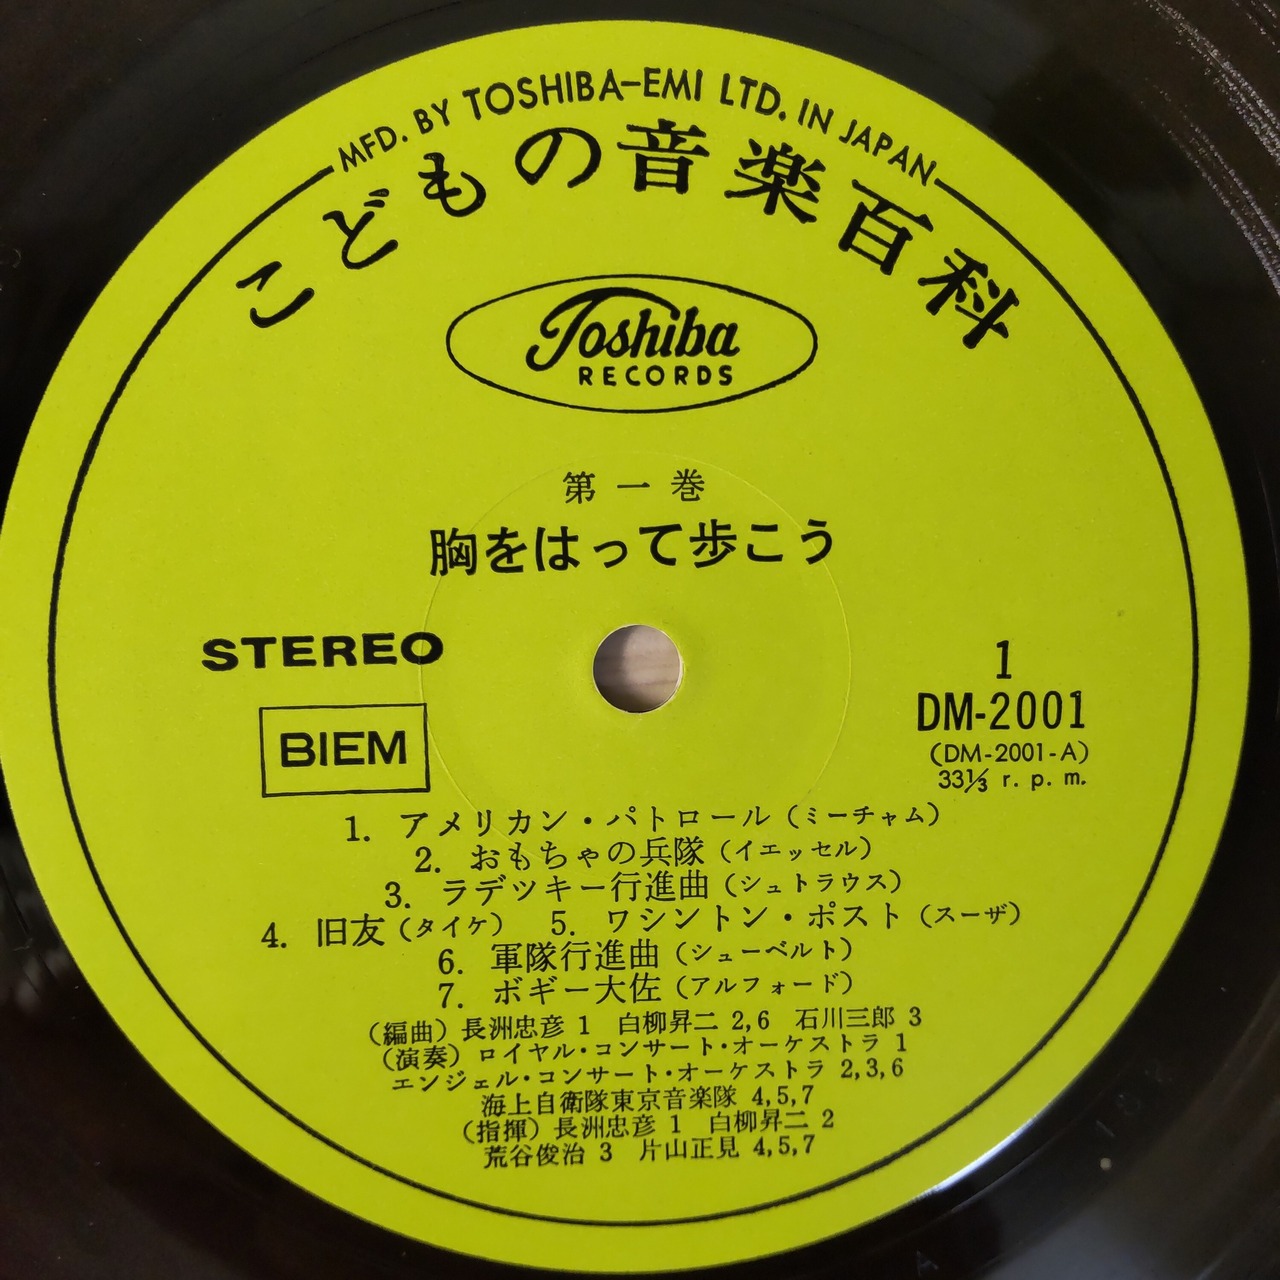 MFD. BY TOSHIBA-EMI LTD. IN JAPAN
こどもの音楽百科
Toshiba
RECORDS
第一巻
胸をはって歩こう
STEREO
BIEM
1
DM-2001
(DM-2001-A)
33⅓ r. p. m.
1. アメリカン・パトロール(ミーチャム)
2. おもちゃの兵隊(イエッセル)
3. ラデツキー行進曲(シュトラウス)
4. 旧友(タイケ) 5. ワシントン・ポスト(スーザ)
6. 軍隊行進曲(シューベルト)
7. ボギー大佐(アルフォード)
(編曲)長洲忠彦 1 白柳昇二 2,6 石川三郎 3
(演奏)ロイヤル・コンサート・オーケストラ 1
エンジェル・コンサート・オーケストラ 2,3,6
海上自衛隊東京音楽隊 4,5,7
(指揮)長洲忠彦 1 白柳昇二 2
荒谷俊治 3 片山正見 4,5,7